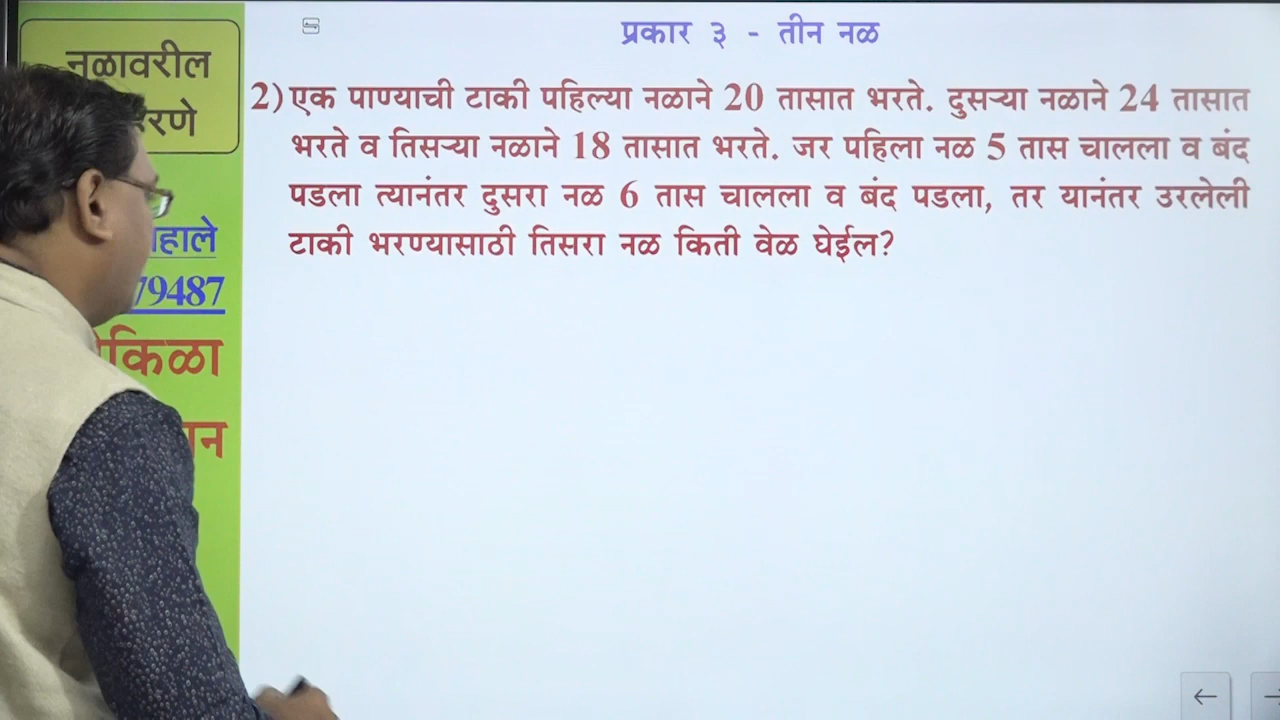 प्रकार ३ - तीन नळ
नळावरील
2) एक पाण्याची टाकी पहिल्या नळाने 20 तासात भरते. दुसऱ्या नळाने 24 तासात
भरते व तिसऱ्या नळाने 18 तासात भरते. जर पहिला नळ 5 तास चालला व बंद
पडला त्यानंतर दुसरा नळ 6 तास चालला व बंद पडला, तर यानंतर उरलेली
टाकी भरण्यासाठी तिसरा नळ किती वेळ घेईल?
79487